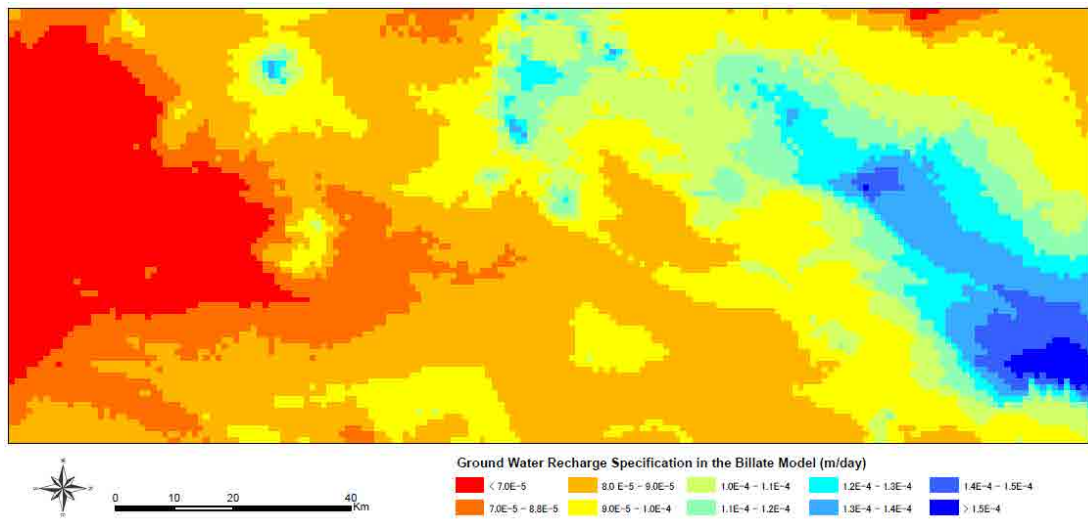 Ground Water Recharge Specification in the Billate Model (m/day)
< 7.0E-5
8.0 E-5 - 9.0E-5
1.0E-4 - 1.1E-4
1.2E-4 - 1.3E-4
1.4E-4 - 1.5E-4
7.0E-5 - 8.8E-5
9.0E-5 - 1.0E-4
1.1E-4 - 1.2E-4
1.3E-4 - 1.4E-4
> 1.5E-4
0 10 20 40
Km